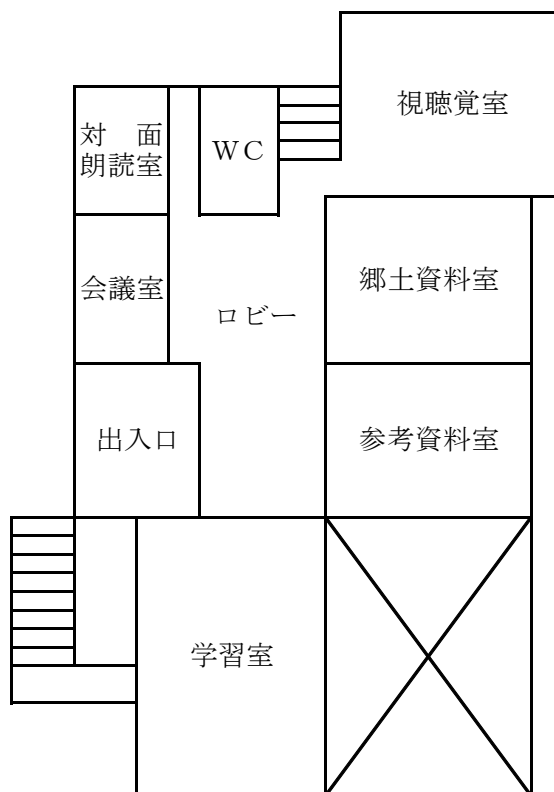 視聴覚室
対　面
朗読室
ＷＣ
会議室
ロビー
郷土資料室
出入口
参考資料室
学習室